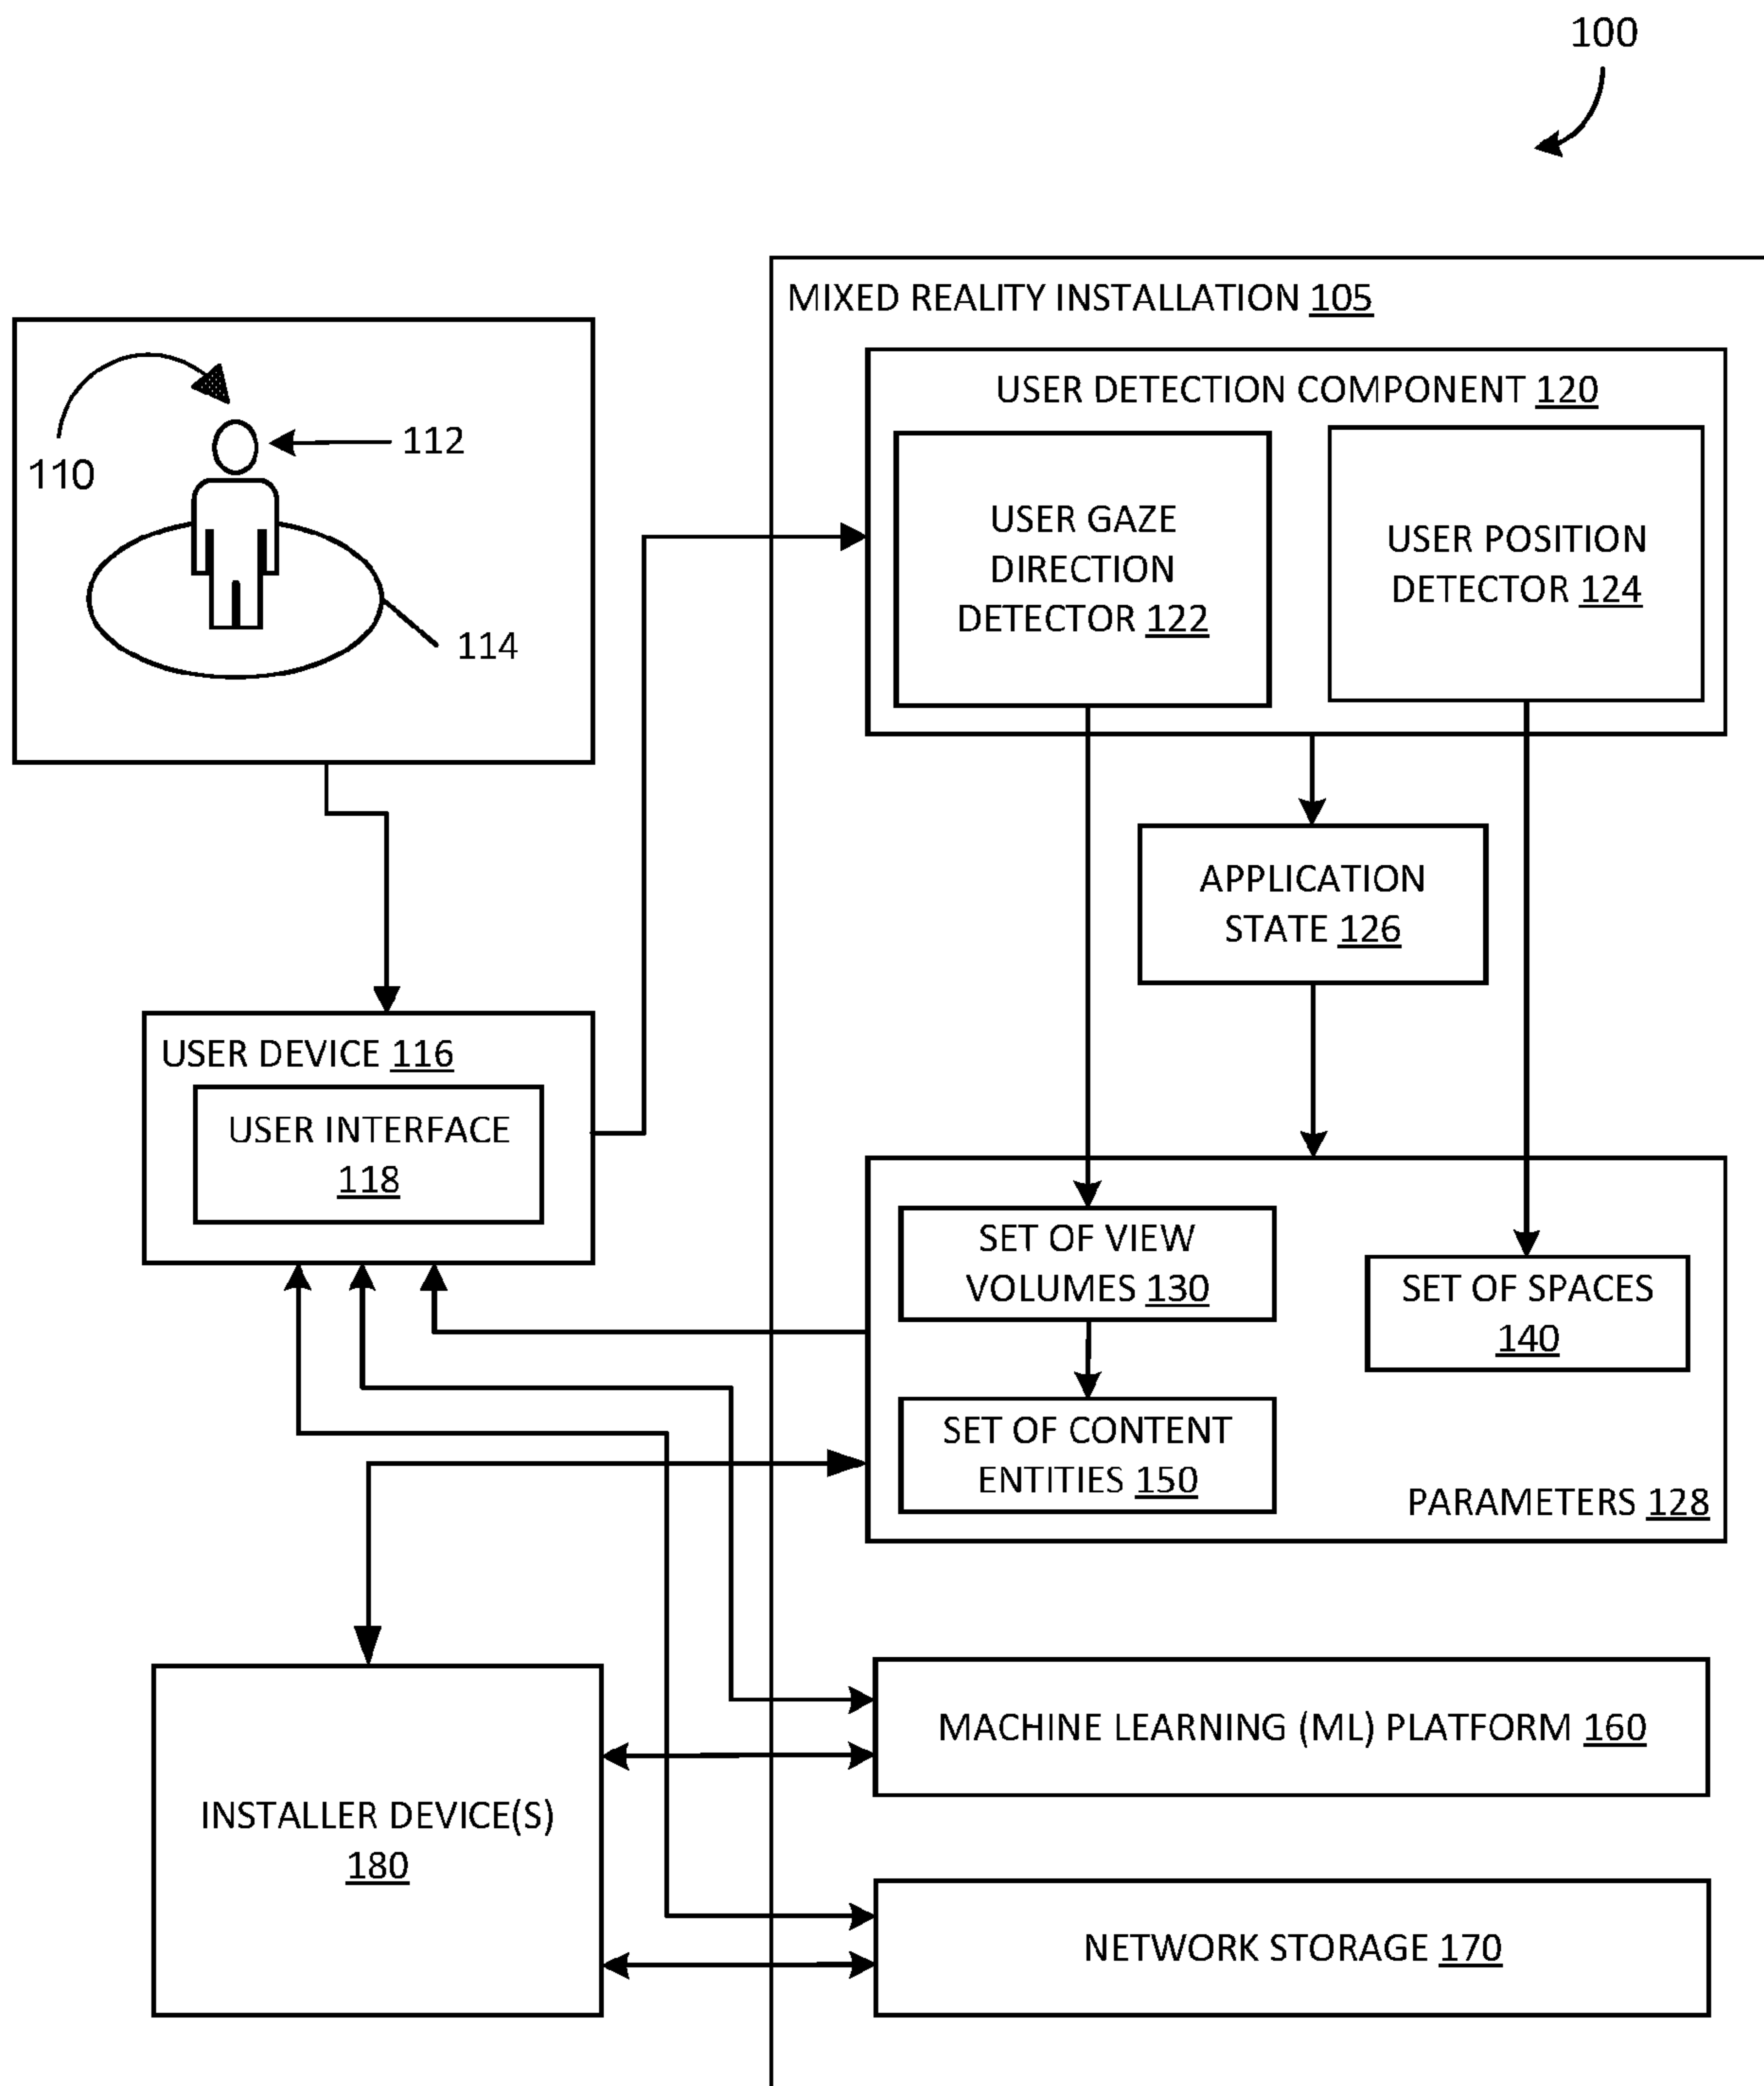 100
MIXED REALITY INSTALLATION 105
USER DETECTION COMPONENT 120
112
110
USER GAZE
DIRECTION
DETECTOR 122
USER POSITION
DETECTOR 124
114
APPLICATION
STATE 126
USER DEVICE 116
USER INTERFACE
118
SET OF VIEW
VOLUMES 130
SET OF SPACES
140
SET OF CONTENT
ENTITIES 150
PARAMETERS 128
MACHINE LEARNING (ML) PLATFORM 160
INSTALLER DEVICE(S)
180
NETWORK STORAGE 170